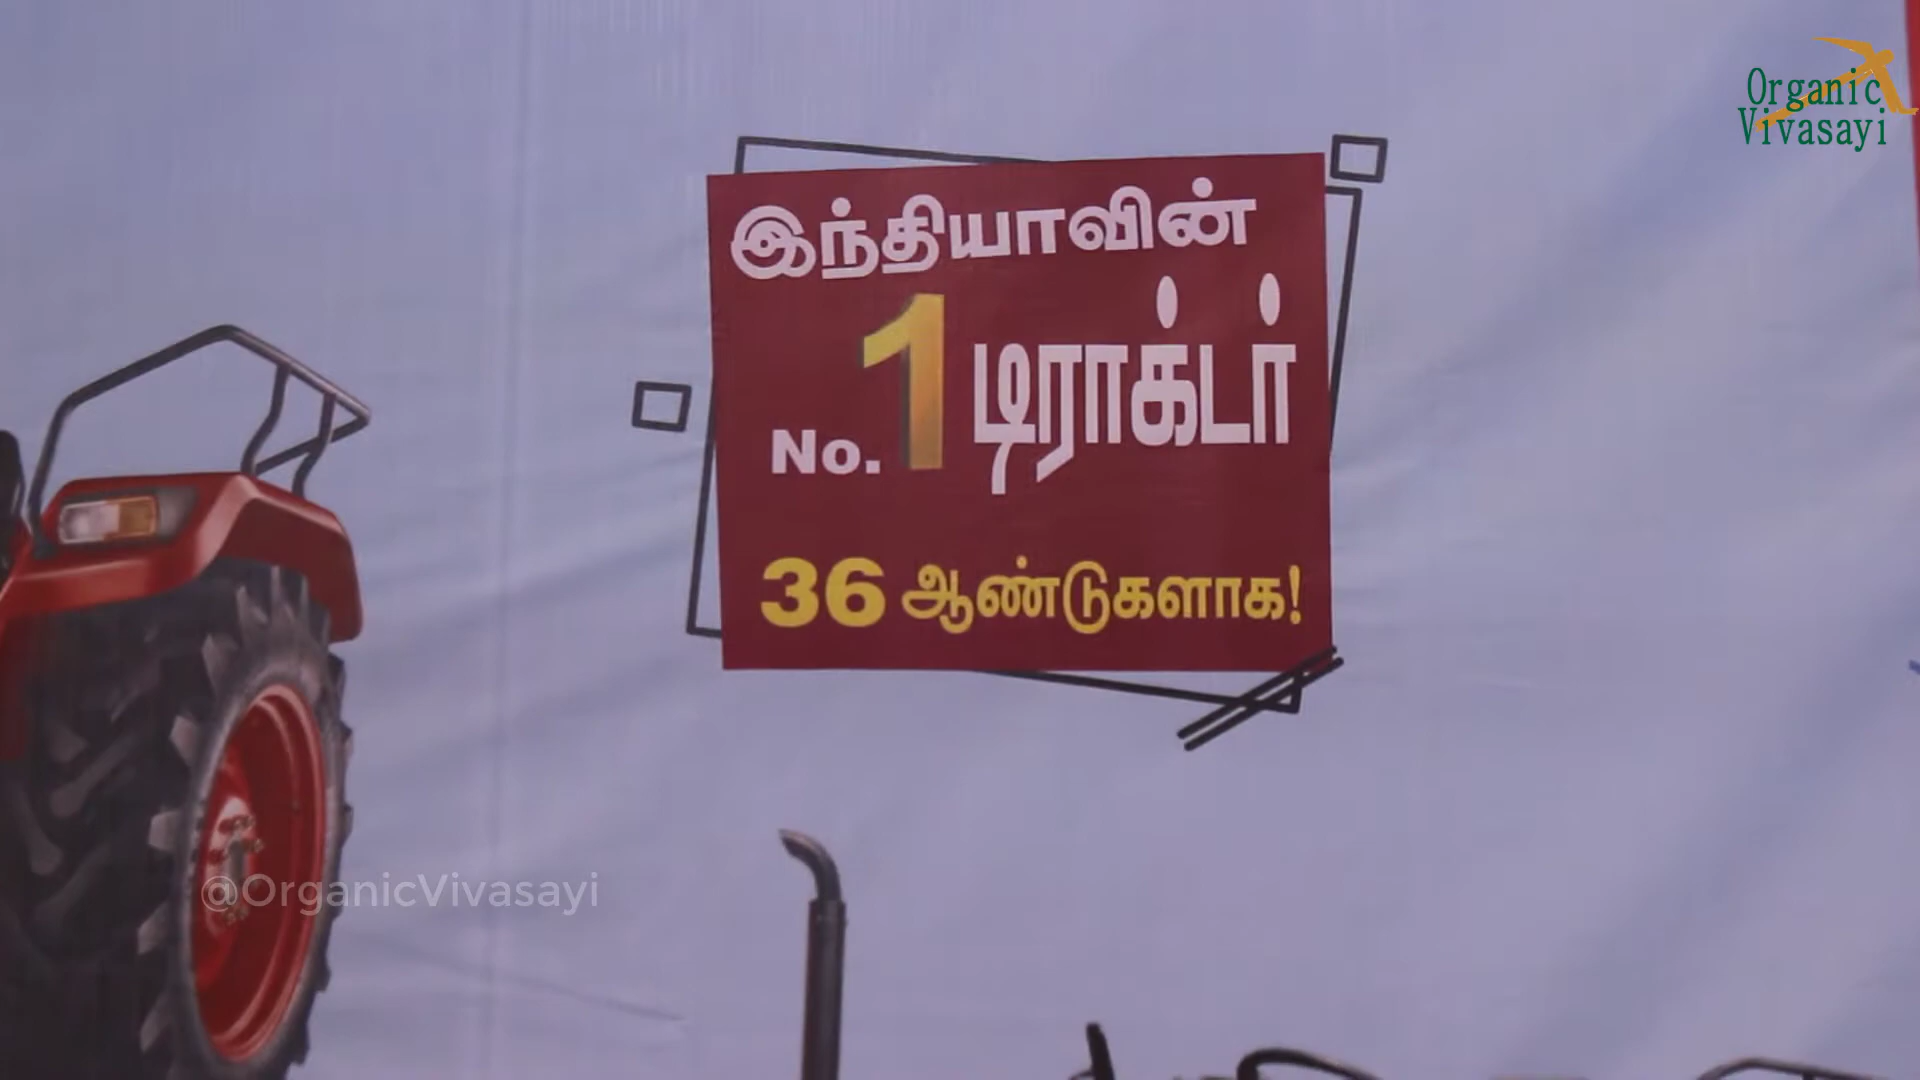 Organic
Vivasayi
இந்தியாவின்
No. 1 டிராக்டர்
36 ஆண்டுகளாக!
@OrganicVivasayi